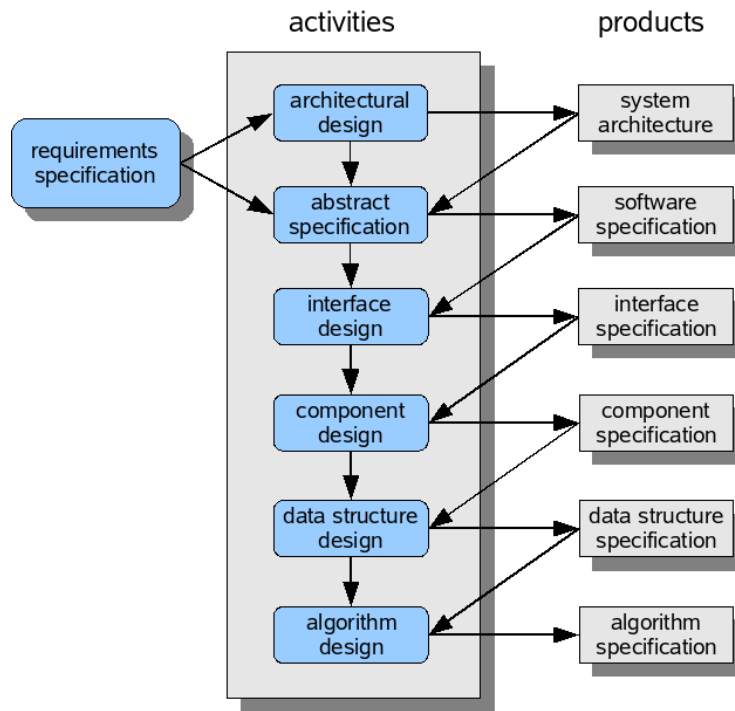 activities
products
architectural
design
system
architecture
requirements
specification
abstract
specification
software
specification
interface
design
interface
specification
component
design
component
specification
data structure
design
data structure
specification
algorithm
design
algorithm
specification